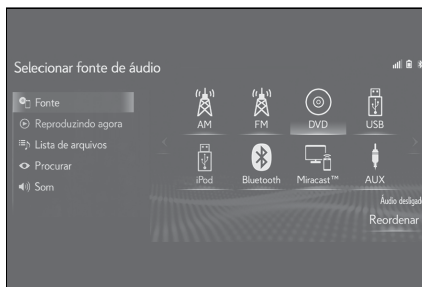 Selecionar fonte de áudio
Fonte
Reproduzindo agora
Lista de arquivos
Procurar
Som
AM
FM
DVD
USB
iPod
Bluetooth
Miracast™
AUX
Áudio desligado
Reordenar